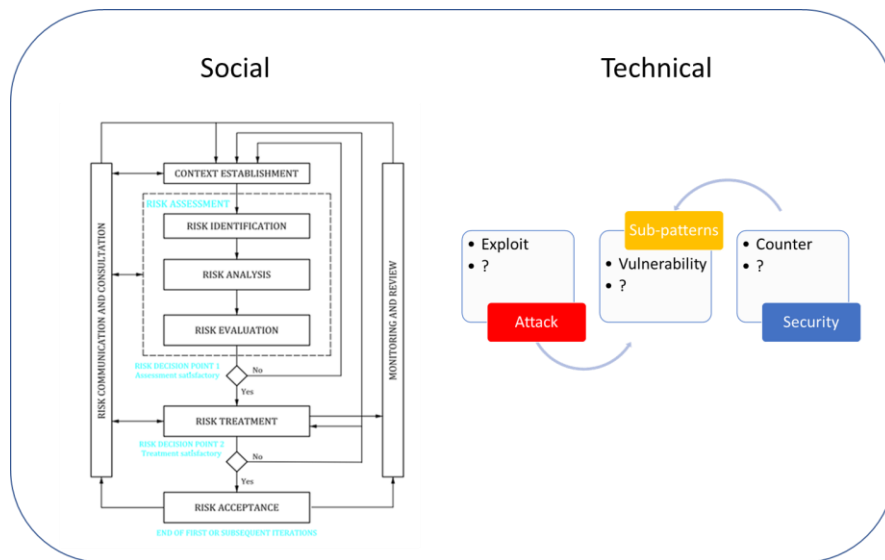 Social
Technical
CONTEXT ESTABLISHMENT
RISK ASSESSMENT
RISK IDENTIFICATION
RISK ANALYSIS
RISK EVALUATION
RISK COMMUNICATION AND CONSULTATION
MONITORING AND REVIEW
RISK DECISION POINT 1
Assessment satisfactory
No
Yes
RISK TREATMENT
RISK DECISION POINT 2
Treatment satisfactory
No
Yes
RISK ACCEPTANCE
END OF FIRST OR SUBSEQUENT ITERATIONS
• Exploit
• ?
Attack
Sub-patterns
• Vulnerability
• ?
• Counter
• ?
Security